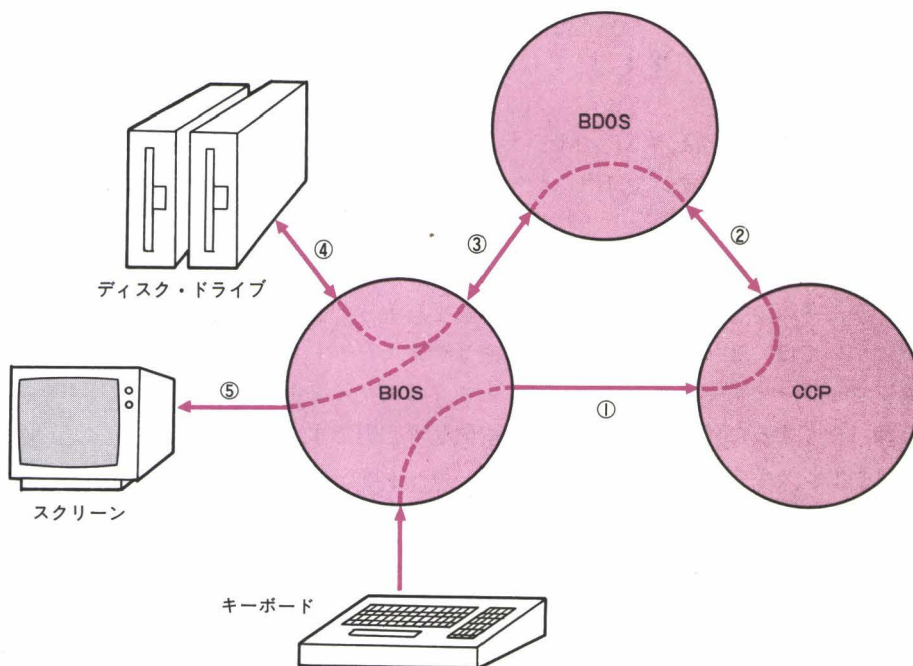 BDOS
④
③
②
ディスク・ドライブ
⑤
BIOS
①
CCP
スクリーン
キーボード